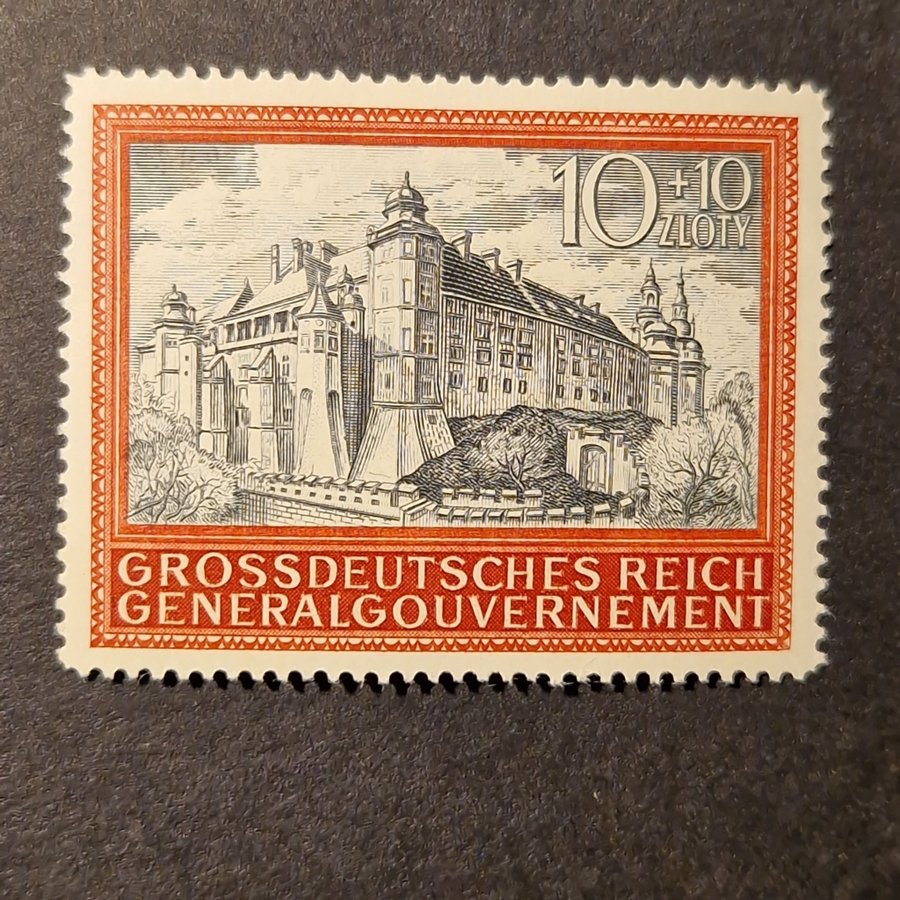 10 + 10
ZLOTY
GROSSDEUTSCHES REICH
GENERALGOUVERNEMENT